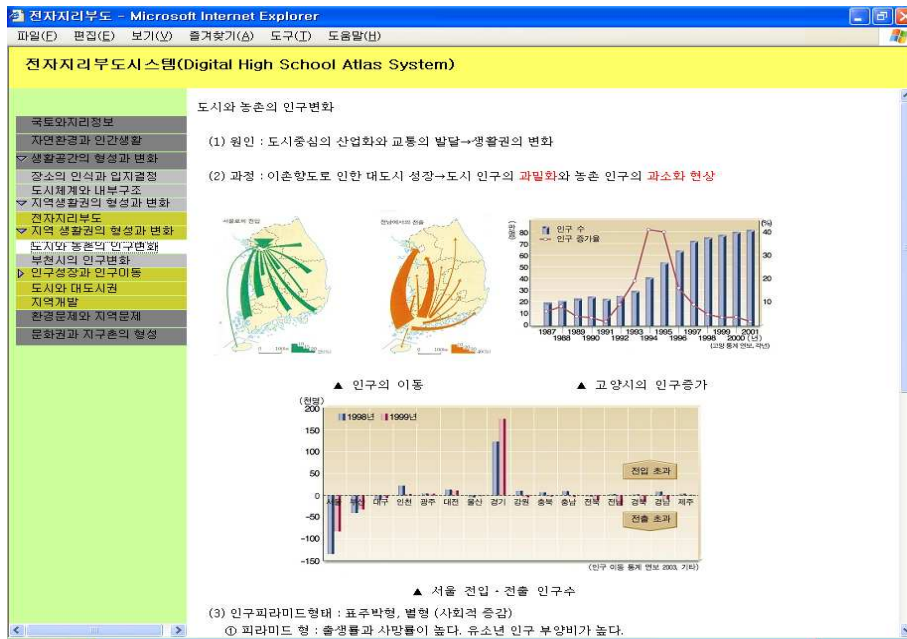 전자지리부도 - Microsoft Internet Explorer
파일(F) 편집(E) 보기(V) 즐겨찾기(A) 도구(T) 도움말(H)
전자지리부도시스템(Digital High School Atlas System)
국토와지리정보
자연환경과 인간생활
생활공간의 형성과 변화
장소의 인식과 입지결정
도시체계와 내부구조
지역생활권의 형성과 변화
전자지리부도
지역 생활권의 형성과 변화
도시와 농촌의 인구변화
부천시의 인구변화
인구성장과 인구이동
도시와 대도시권
지역개발
환경문제와 지역문제
문화권과 지구촌의 형성
도시와 농촌의 인구변화
(1) 원인 : 도시중심의 산업화와 교통의 발달→생활권의 변화
(2) 과정 : 이촌향도로 인한 대도시 성장→도시 인구의 과밀화와 농촌 인구의 과소화 현상
서울로의 전입
전남에서의 전출
(%)
인구 수
인구 증가율
80
70
60
50
40
30
20
10
0
40
30
20
10
1987 1989 1991 1993 1995 1997 1999 2001
1988 1990 1992 1994 1996 1998 2000 (년)
(고양 통계 연보, 각년)
▲ 인구의 이동
▲ 고양시의 인구증가
(천명)
200
150
100
50
0
-50
-100
-150
1998년 1999년
전입 초과
서울 부산 대구 인천 광주 대전 울산 경기 강원 충북 충남 전북 전남 경북 경남 제주
전출 초과
(인구 이동 통계 연보 2003, 기타)
▲ 서울 전입 · 전출 인구수
(3) 인구피라미드형태 : 표주박형, 별형 (사회적 증감)
① 피라미드 형 : 출생률과 사망률이 높다. 유소년 인구 부양비가 높다.